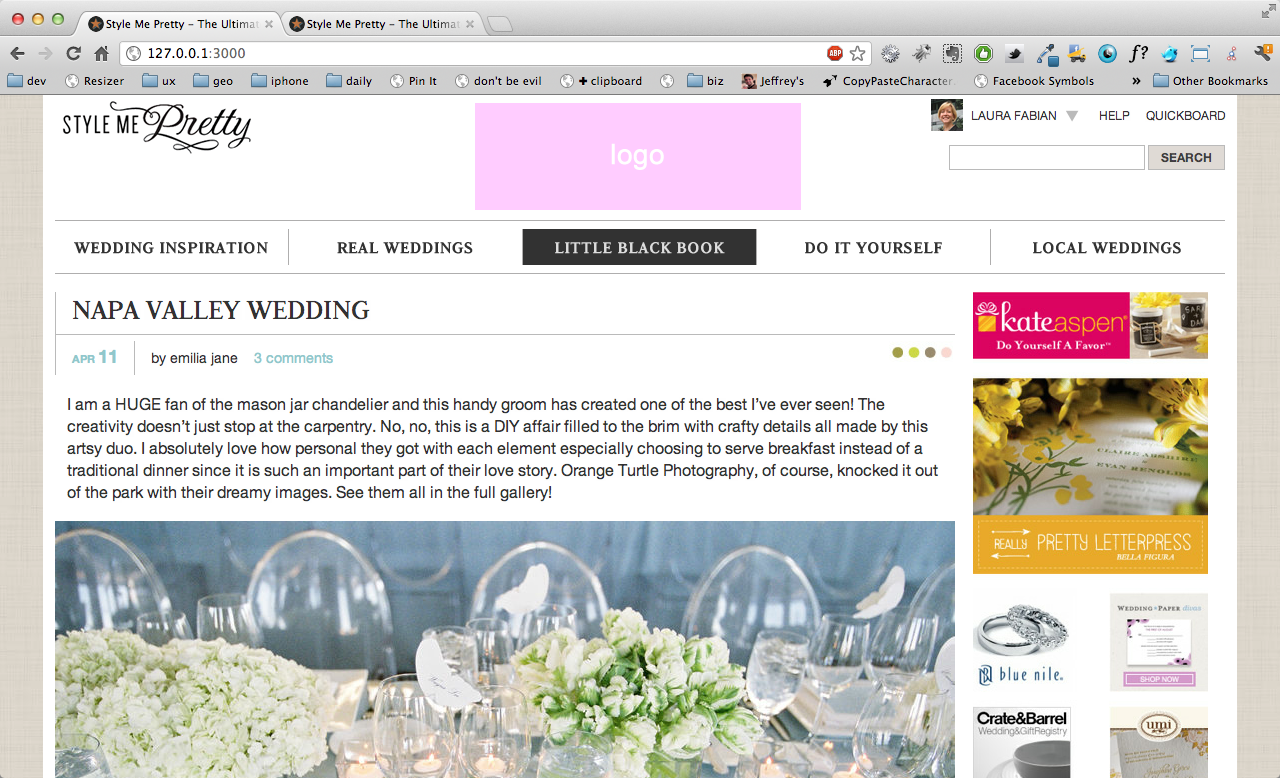 Style Me Pretty – The Ultimat
Style Me Pretty – The Ultimat
127.0.0.1:3000
ABP
f?
dev
Resizer
ux
geo
iphone
daily
Pin It
don't be evil
+ clipboard
biz
Jeffrey's
CopyPasteCharacter.
Facebook Symbols
»
Other Bookmarks
STYLE ME Pretty
logo
LAURA FABIAN
HELP
QUICKBOARD
SEARCH
WEDDING INSPIRATION
REAL WEDDINGS
LITTLE BLACK BOOK
DO IT YOURSELF
LOCAL WEDDINGS
NAPA VALLEY WEDDING
APR 11
by emilia jane
3 comments
I am a HUGE fan of the mason jar chandelier and this handy groom has created one of the best I've ever seen! The
creativity doesn't just stop at the carpentry. No, no, this is a DIY affair filled to the brim with crafty details all made by this
artsy duo. I absolutely love how personal they got with each element especially choosing to serve breakfast instead of a
traditional dinner since it is such an important part of their love story. Orange Turtle Photography, of course, knocked it out
of the park with their dreamy images. See them all in the full gallery!
kateaspen®
Do Yourself A Favor™
SARA
CLAIRE ABSHIRE
EVAN RENOLDS
REALLY PRETTY LETTERPRESS
BELLA FIGURA
blue nile.
WEDDING PAPER divas
SHOP NOW
Crate&Barrel
Wedding&GiftRegistry
umi